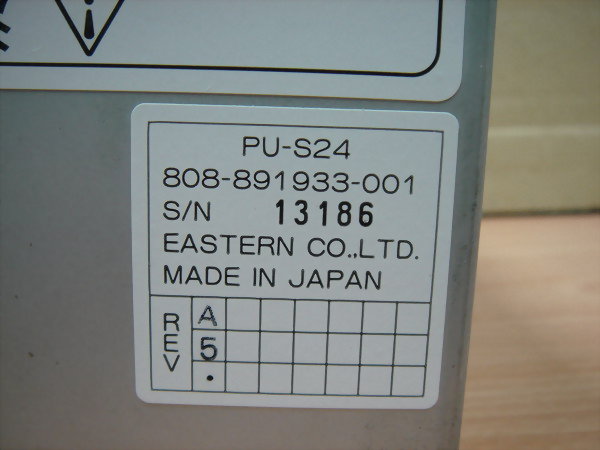 PU-S24
808-891933-001
S/N 13186
EASTERN CO.,LTD.
MADE IN JAPAN
REV
A
5
.